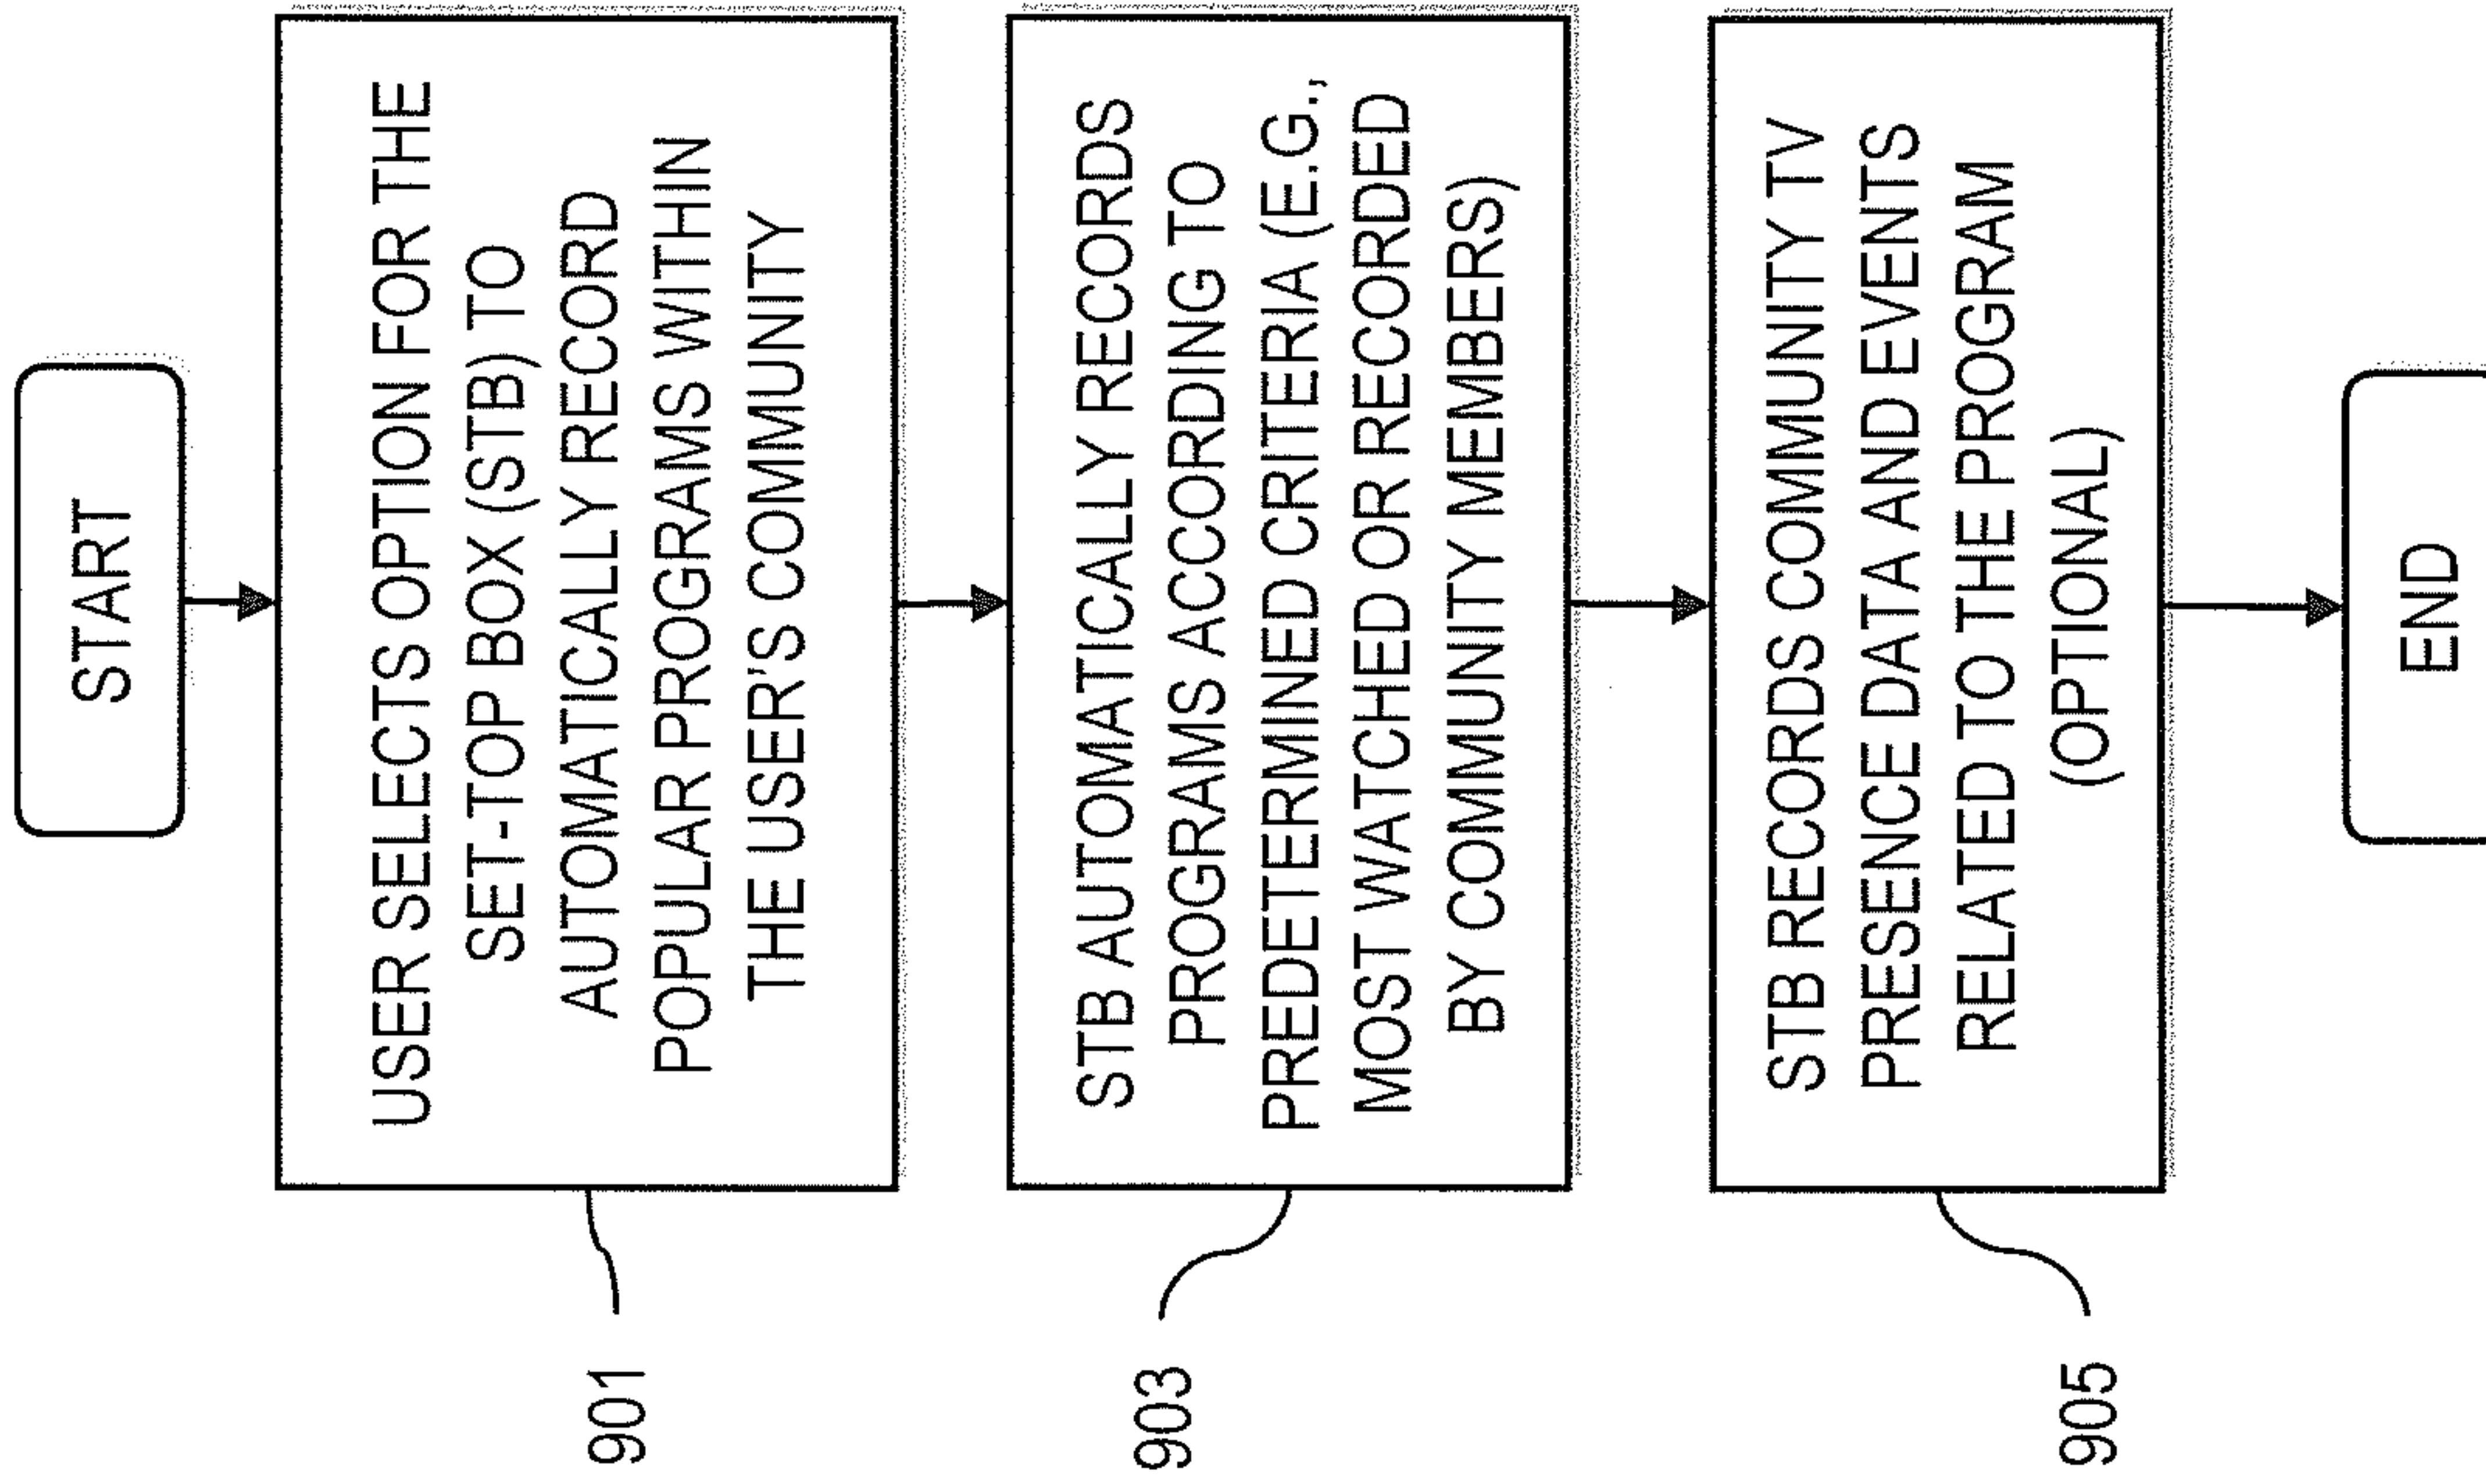 START
USER SELECTS OPTION FOR THE
SET-TOP BOX (STB) TO
AUTOMATICALLY RECORD
POPULAR PROGRAMS WITHIN
THE USER'S COMMUNITY
901
STB AUTOMATICALLY RECORDS
PROGRAMS ACCORDING TO
PREDETERMINED CRITERIA (E.G.,
MOST WATCHED OR RECORDED
BY COMMUNITY MEMBERS)
903
STB RECORDS COMMUNITY TV
PRESENCE DATA AND EVENTS
RELATED TO THE PROGRAM
(OPTIONAL)
905
END